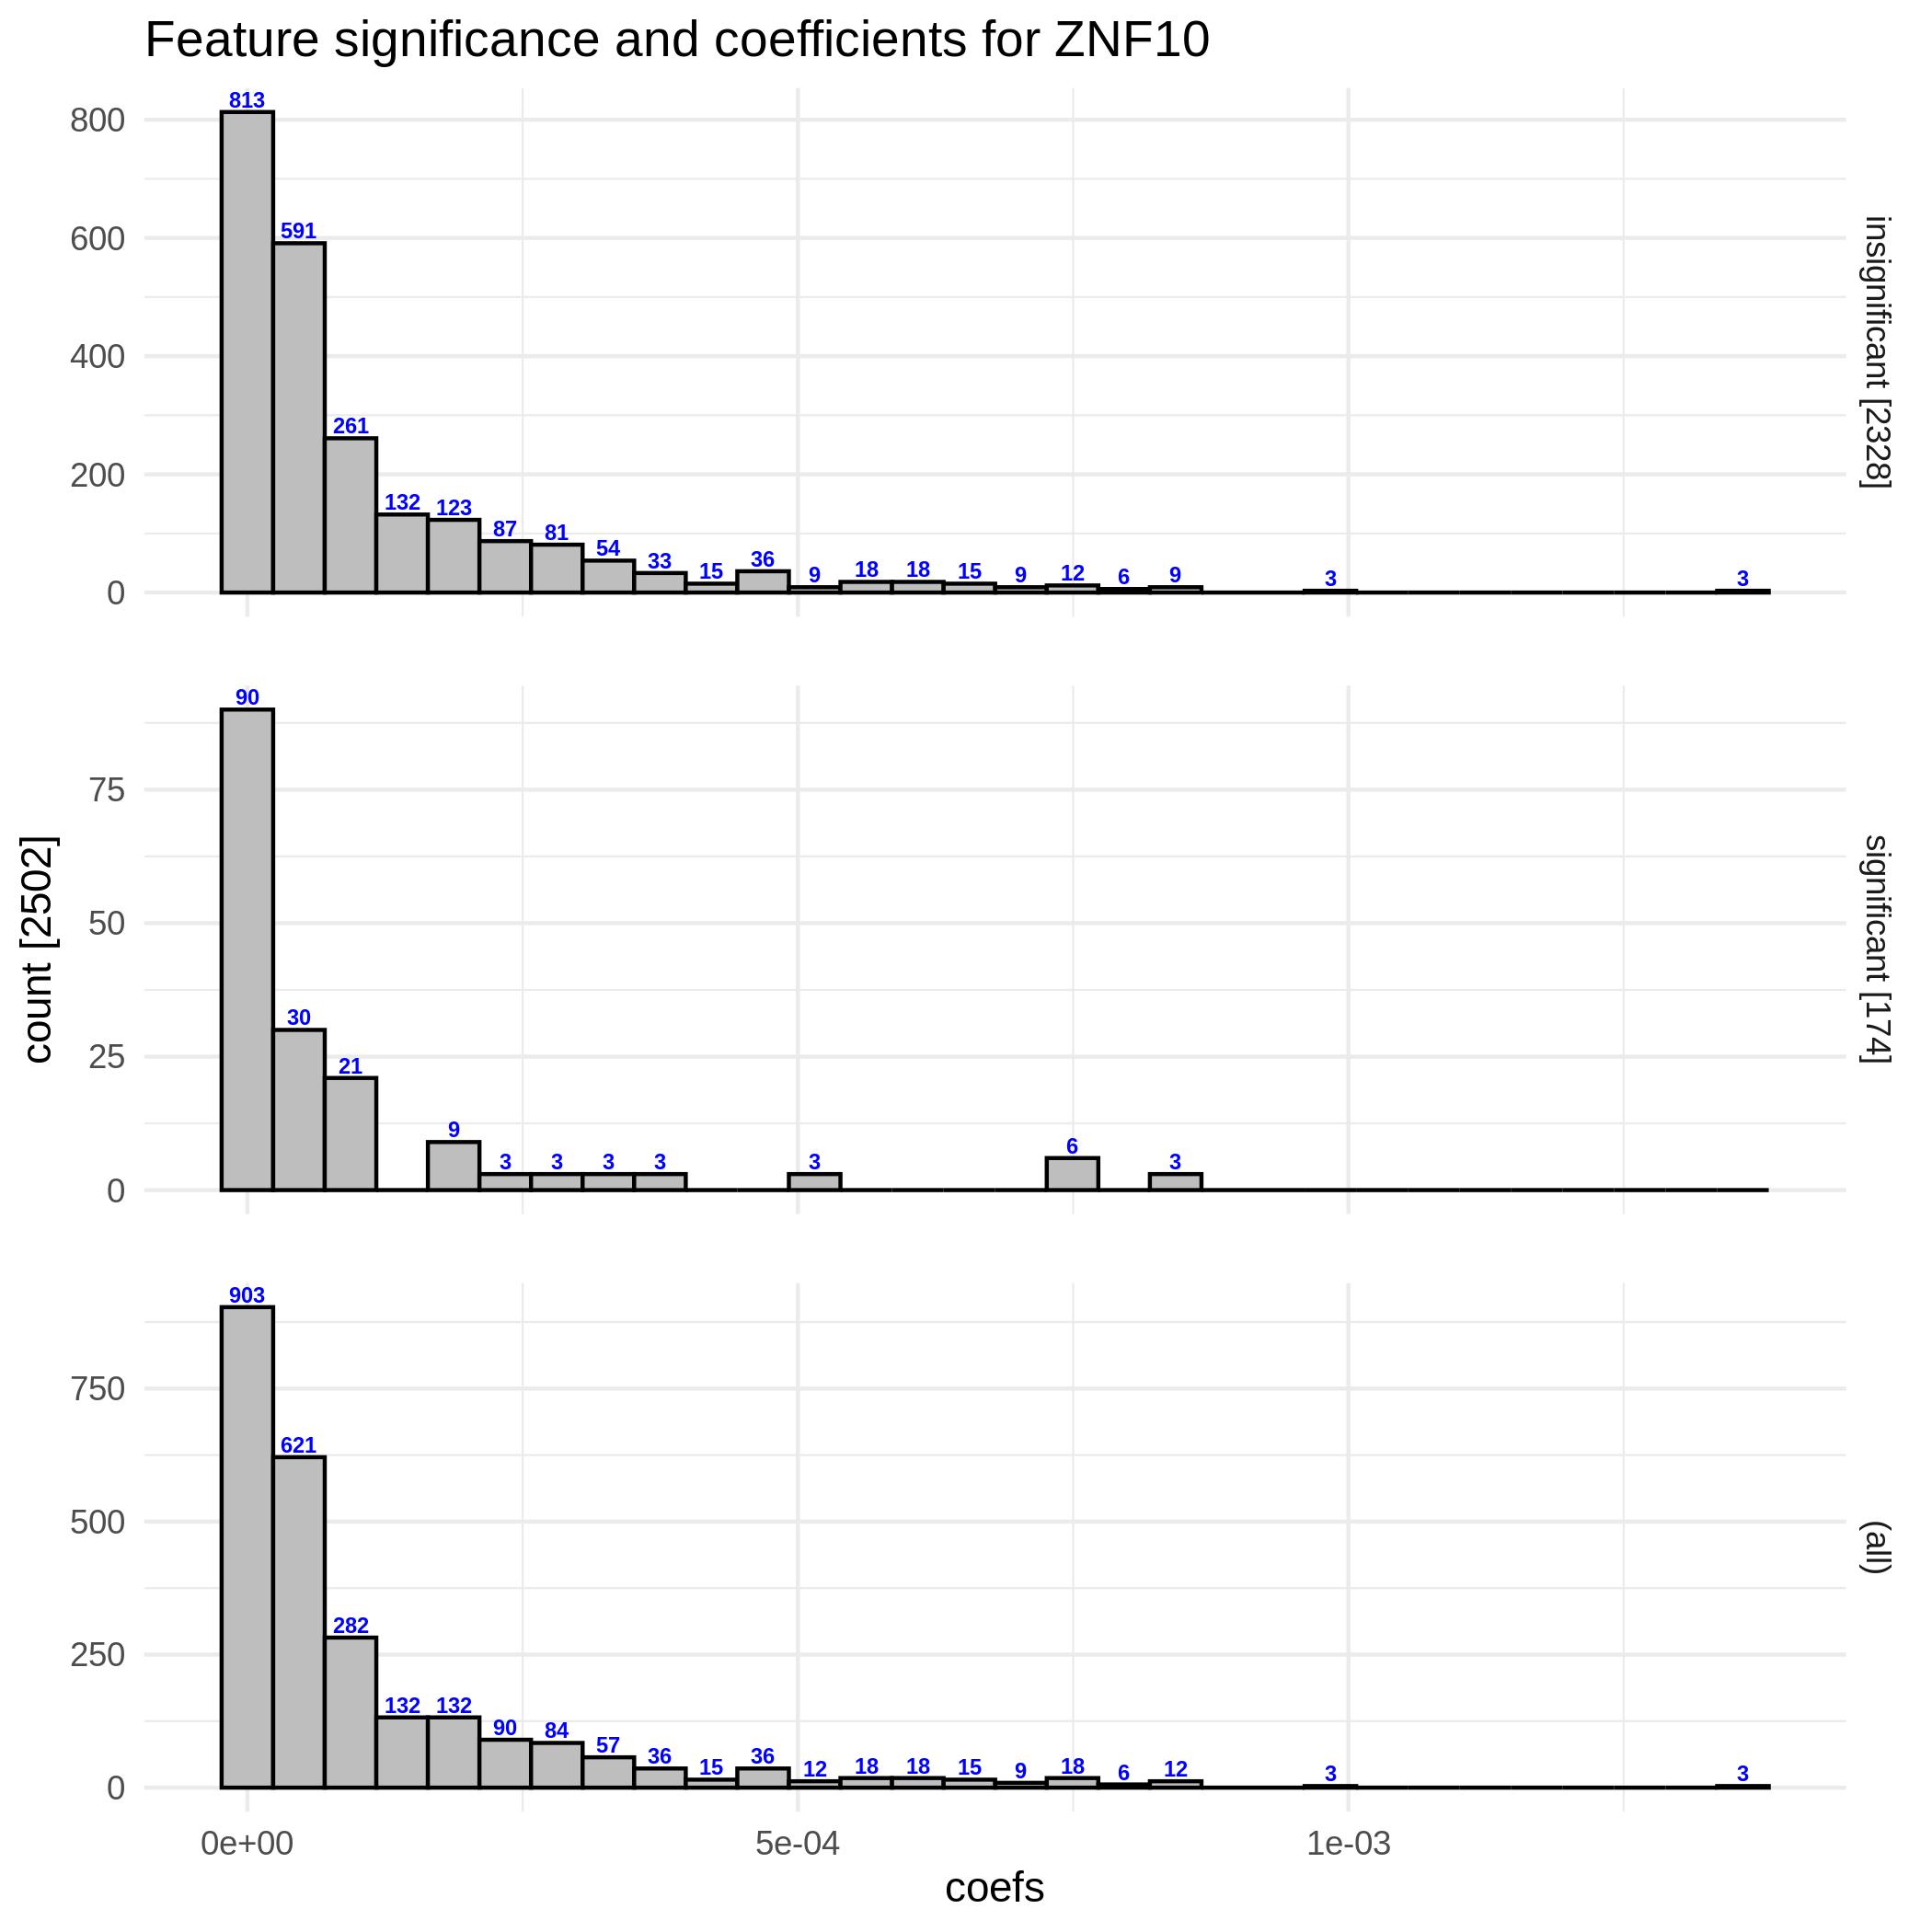 Feature significance and coefficients for ZNF10
813
800
591
600
insignificant [2328]
400
261
200
132 123 87 81 54 33 15 36 9 18 18 15 9 12 6 9 3 3
0
90
75
count [2502]
50
significant [174]
30
25
21
9 3 3 3 3 3 6 3
0
903
750
621
500
(all)
282
250
132 132 90 84 57 36 15 36 12 18 18 15 9 18 6 12 3 3
0
0e+00 5e-04 1e-03
coefs